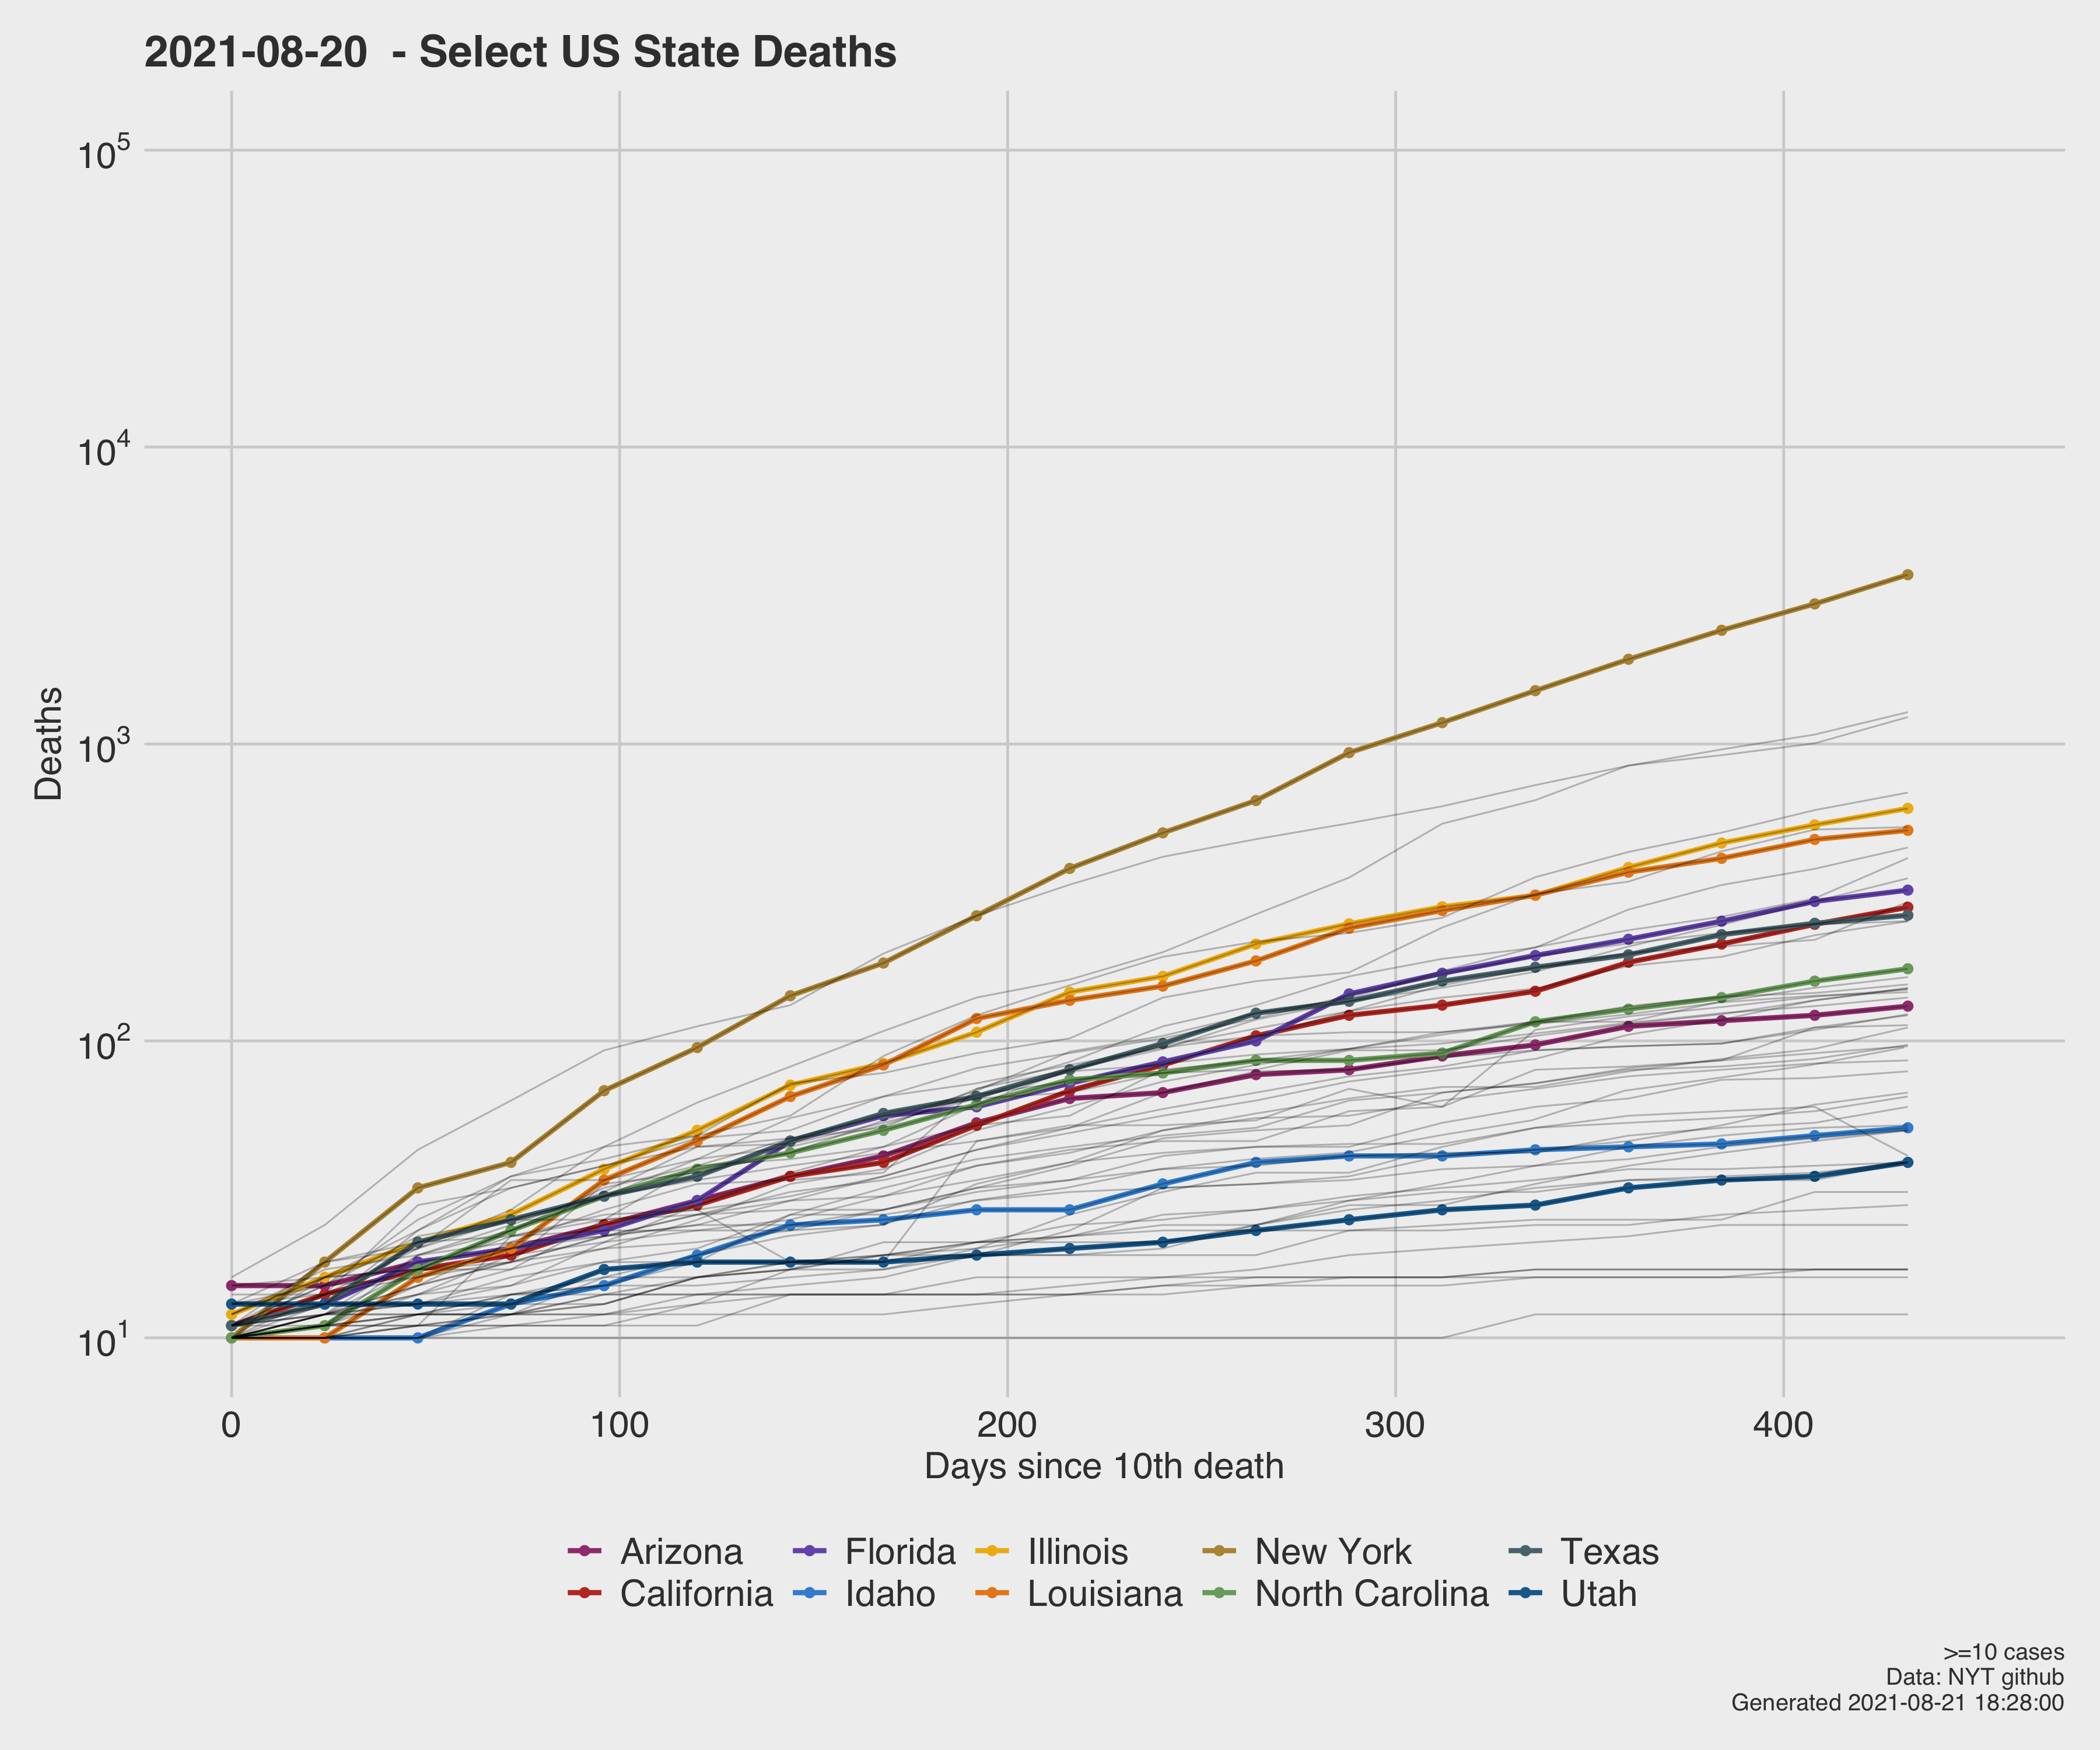 2021-08-20  - Select US State Deaths
Deaths
10^5
10^4
10^3
10^2
10^1
0 100 200 300 400
Days since 10th death
Arizona Florida Illinois New York Texas
California Idaho Louisiana North Carolina Utah
>=10 cases
Data: NYT github
Generated 2021-08-21 18:28:00